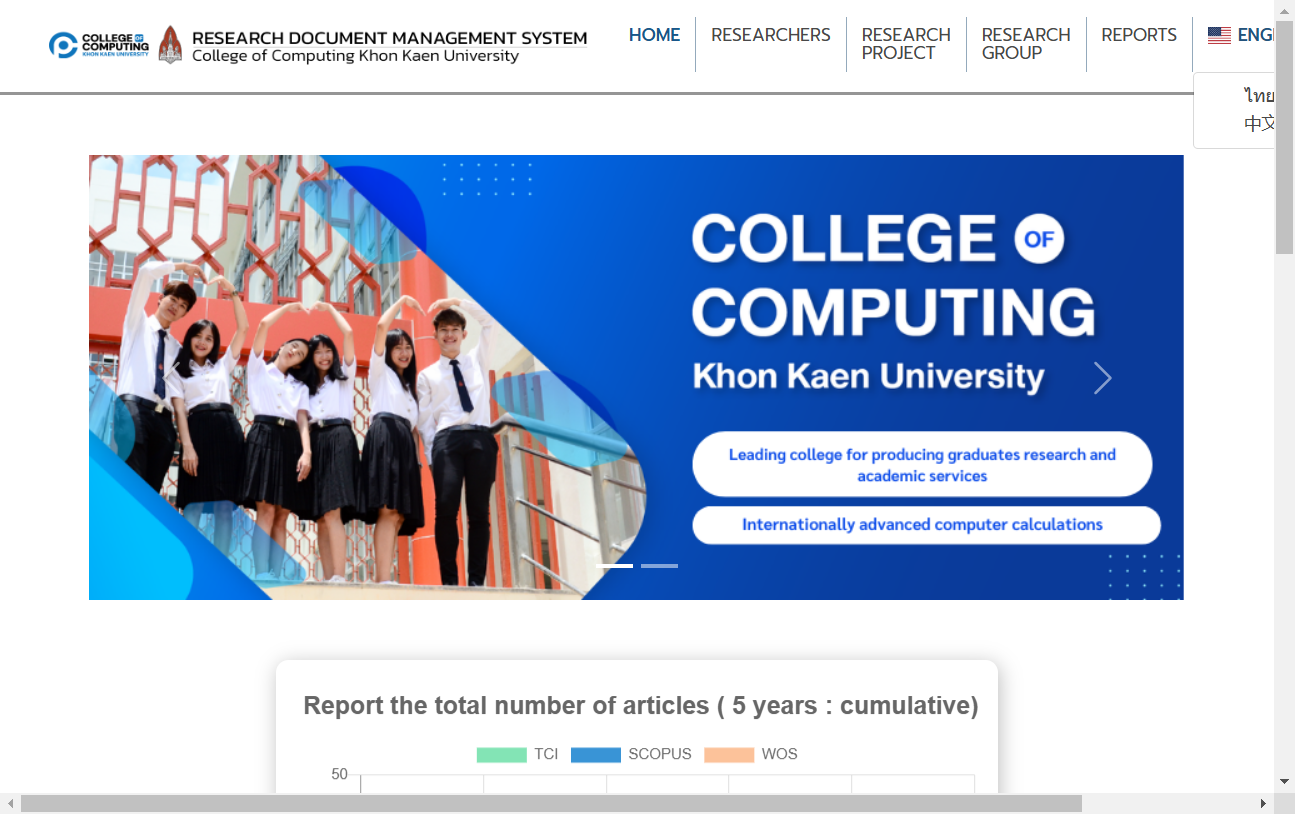 COLLEGE OF
COMPUTING
KHON KAEN UNIVERSITY
RESEARCH DOCUMENT MANAGEMENT SYSTEM
College of Computing Khon Kaen University
HOME
RESEARCHERS
RESEARCH
PROJECT
RESEARCH
GROUP
REPORTS
ENG
ไทย
中文
COLLEGE OF
COMPUTING
Khon Kaen University
Leading college for producing graduates research and
academic services
Internationally advanced computer calculations
Report the total number of articles ( 5 years : cumulative)
TCI SCOPUS WOS
50